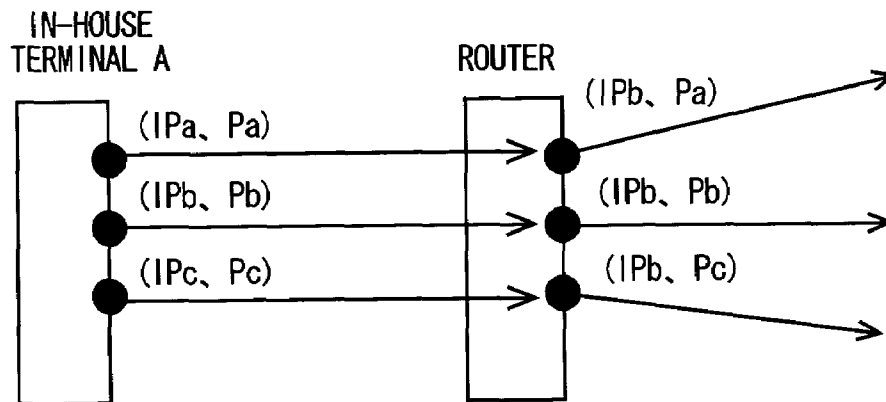 IN-HOUSE
TERMINAL A
ROUTER
(IPa、Pa)
(IPb、Pa)
(IPb、Pb)
(IPb、Pb)
(IPc、Pc)
(IPb、Pc)